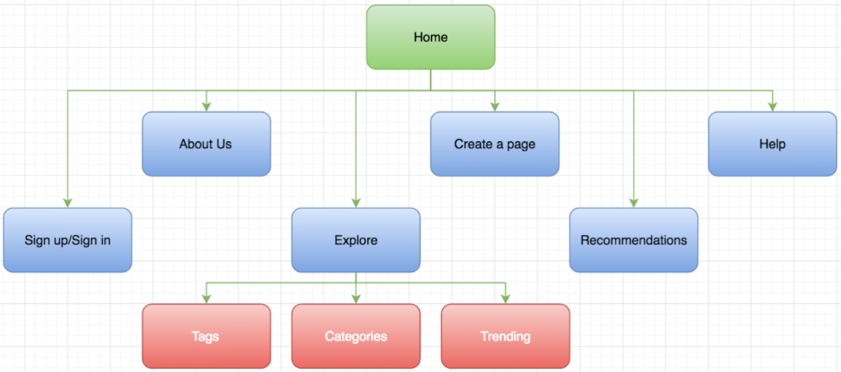 Home
About Us
Create a page
Help
Sign up/Sign in
Explore
Recommendations
Tags
Categories
Trending